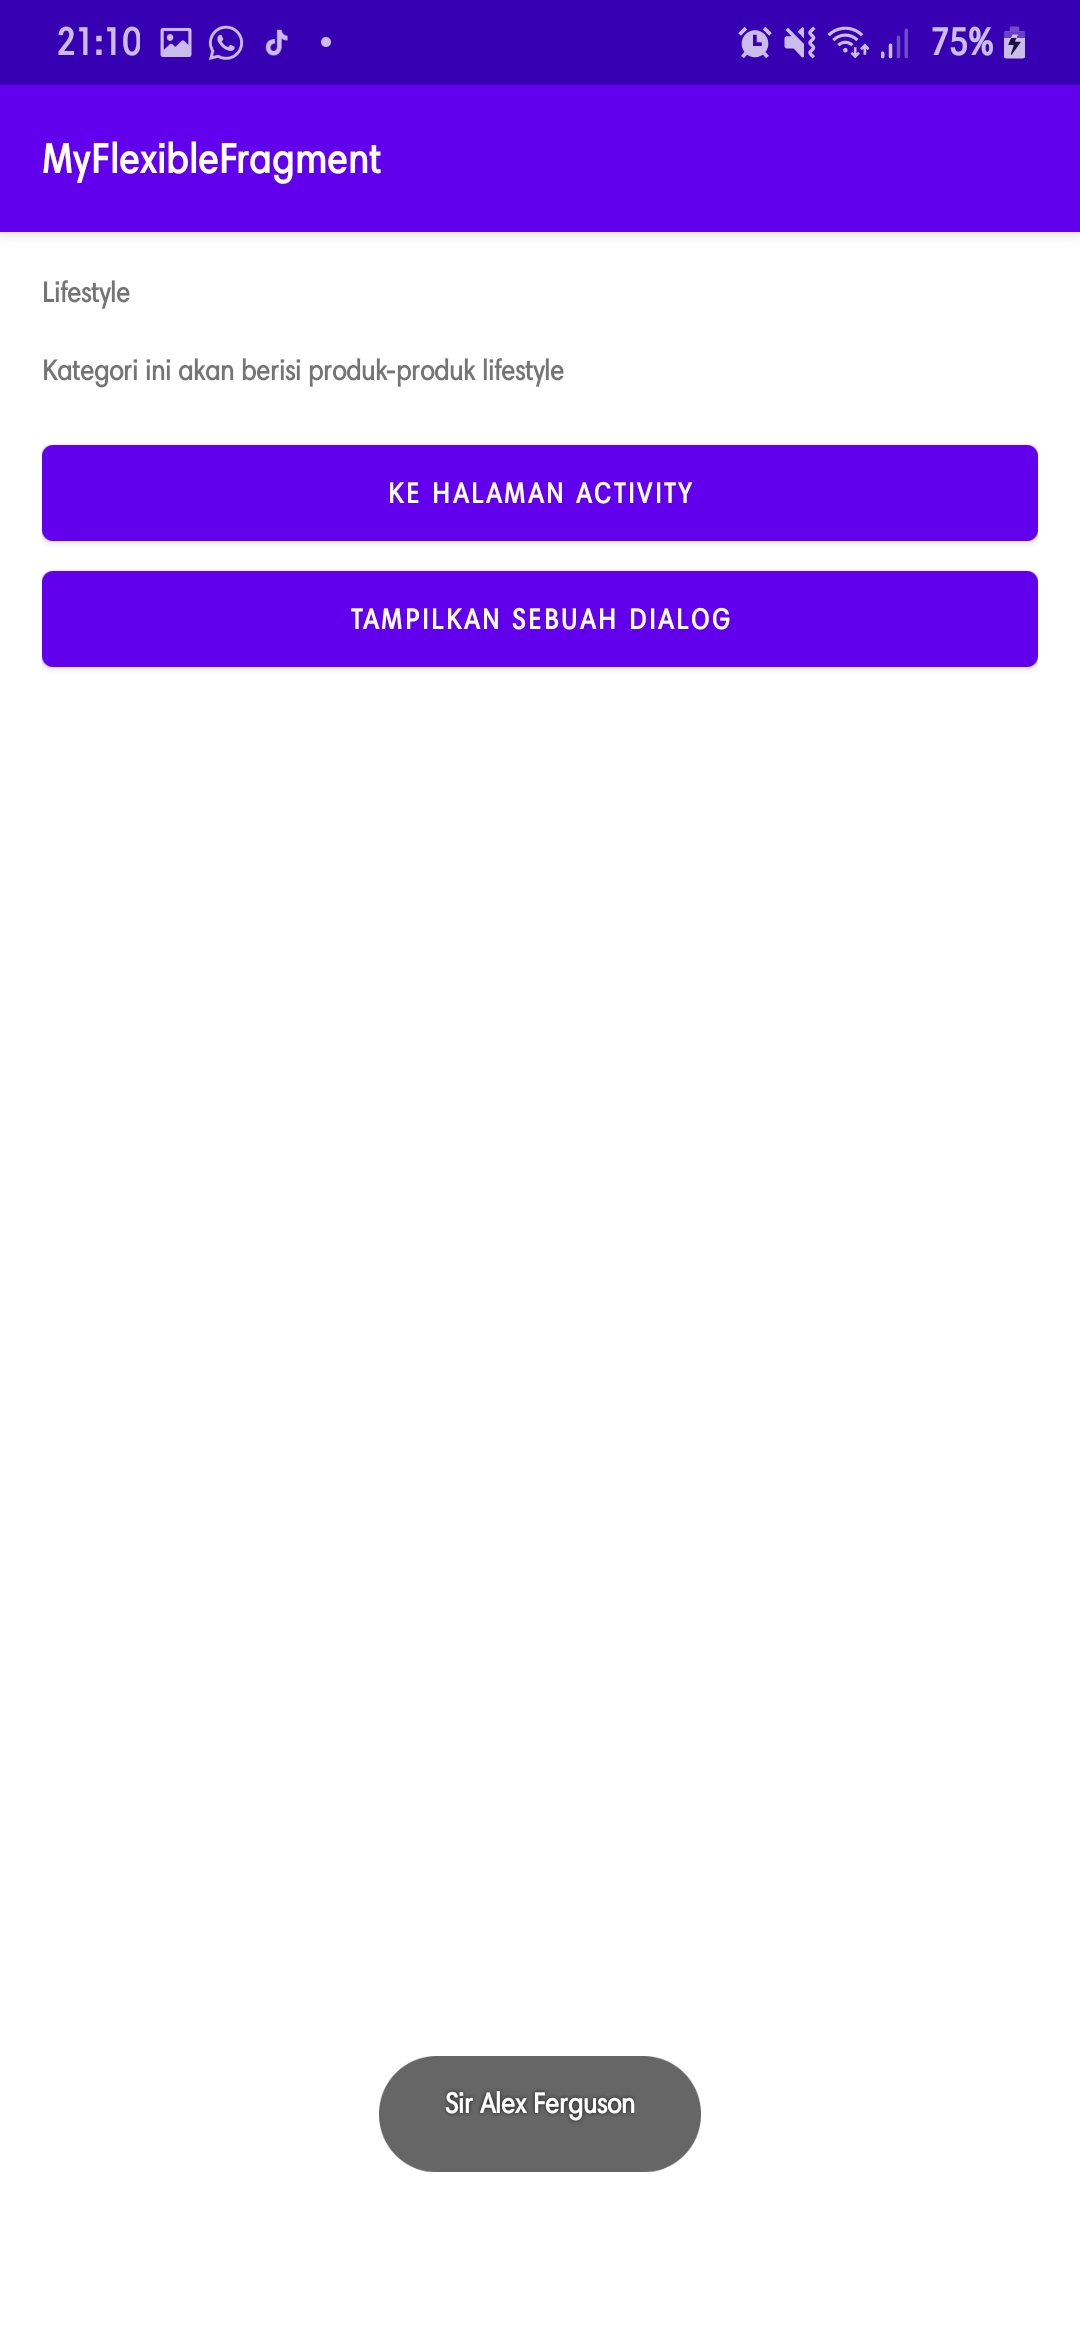 21:10 75%
MyFlexibleFragment
Lifestyle
Kategori ini akan berisi produk-produk lifestyle
KE HALAMAN ACTIVITY
TAMPILKAN SEBUAH DIALOG
Sir Alex Ferguson